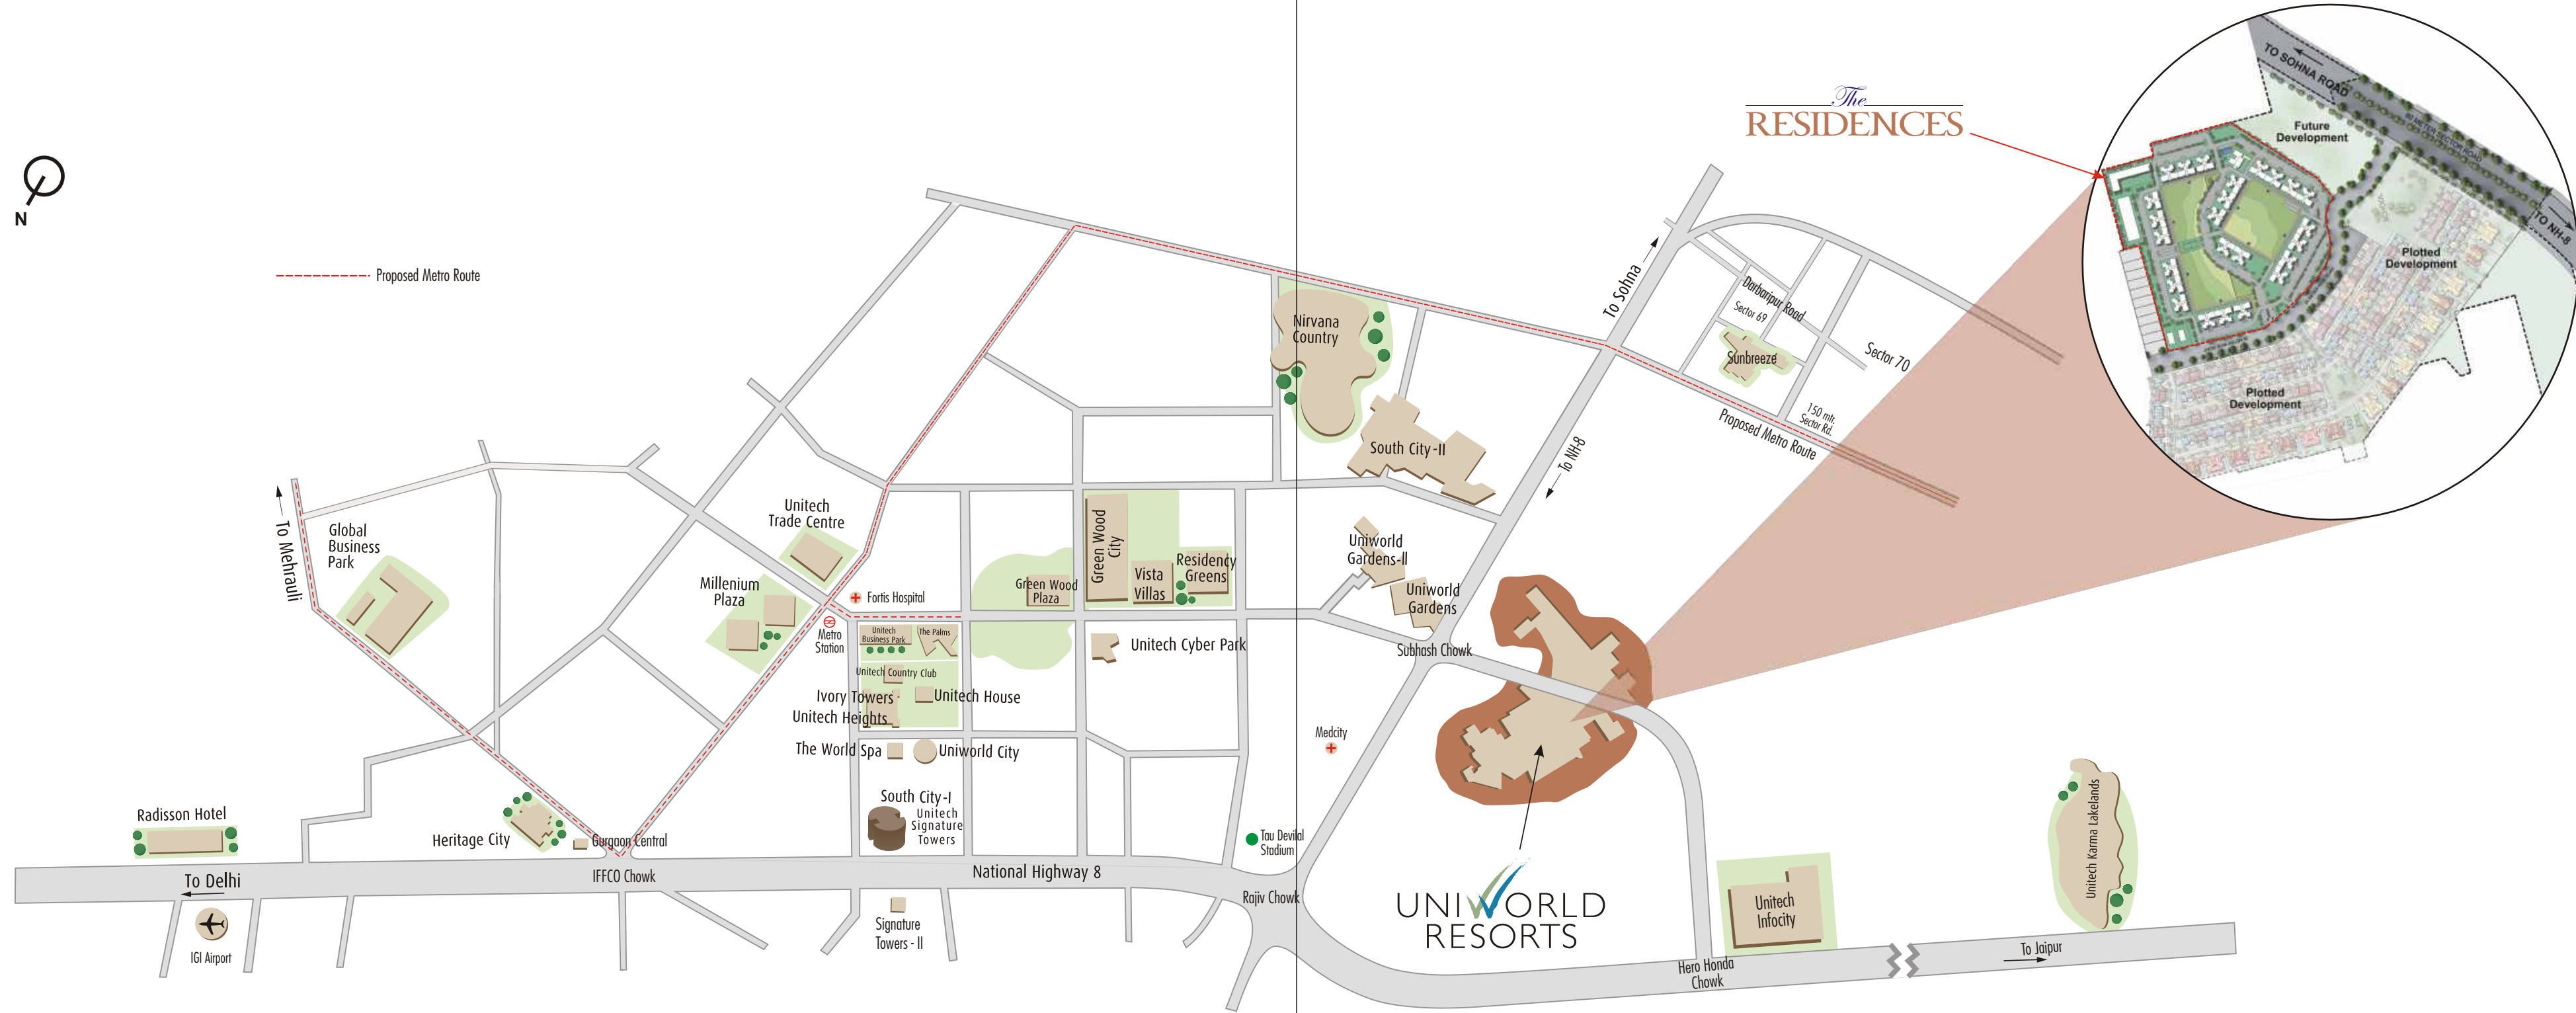 The
RESIDENCES
TO SOHNA ROAD
60 METER SECTOR ROAD
TO NH-8
Future
Development
Plotted
Development
Plotted
Development
N
Proposed Metro Route
To Sohna
Darbaripur Road
Sector 69
Sunbreeze
Sector 70
150 mtr.
Sector Rd.
Proposed Metro Route
Nirvana
Country
South City-II
To NH-8
To Mehrauli
Global
Business
Park
Unitech
Trade Centre
Millenium
Plaza
Fortis Hospital
Metro
Station
Green Wood
City
Green Wood
Plaza
Vista
Villas
Residency
Greens
Uniworld
Gardens-II
Uniworld
Gardens
Unitech
Business Park
The Palms
Unitech Cyber Park
Subhash Chowk
Unitech Country Club
Ivory Towers
Unitech House
Unitech Heights
The World Spa
Uniworld City
Medcity
South City-I
Unitech
Signature
Towers
Radisson Hotel
Heritage City
Gurgaon Central
Tau Devilal
Stadium
To Delhi
IFFCO Chowk
National Highway 8
Rajiv Chowk
IGI Airport
Signature
Towers - II
UNIWORLD
RESORTS
Unitech
Infocity
Unitech Karma Lakelands
Hero Honda
Chowk
To Jaipur